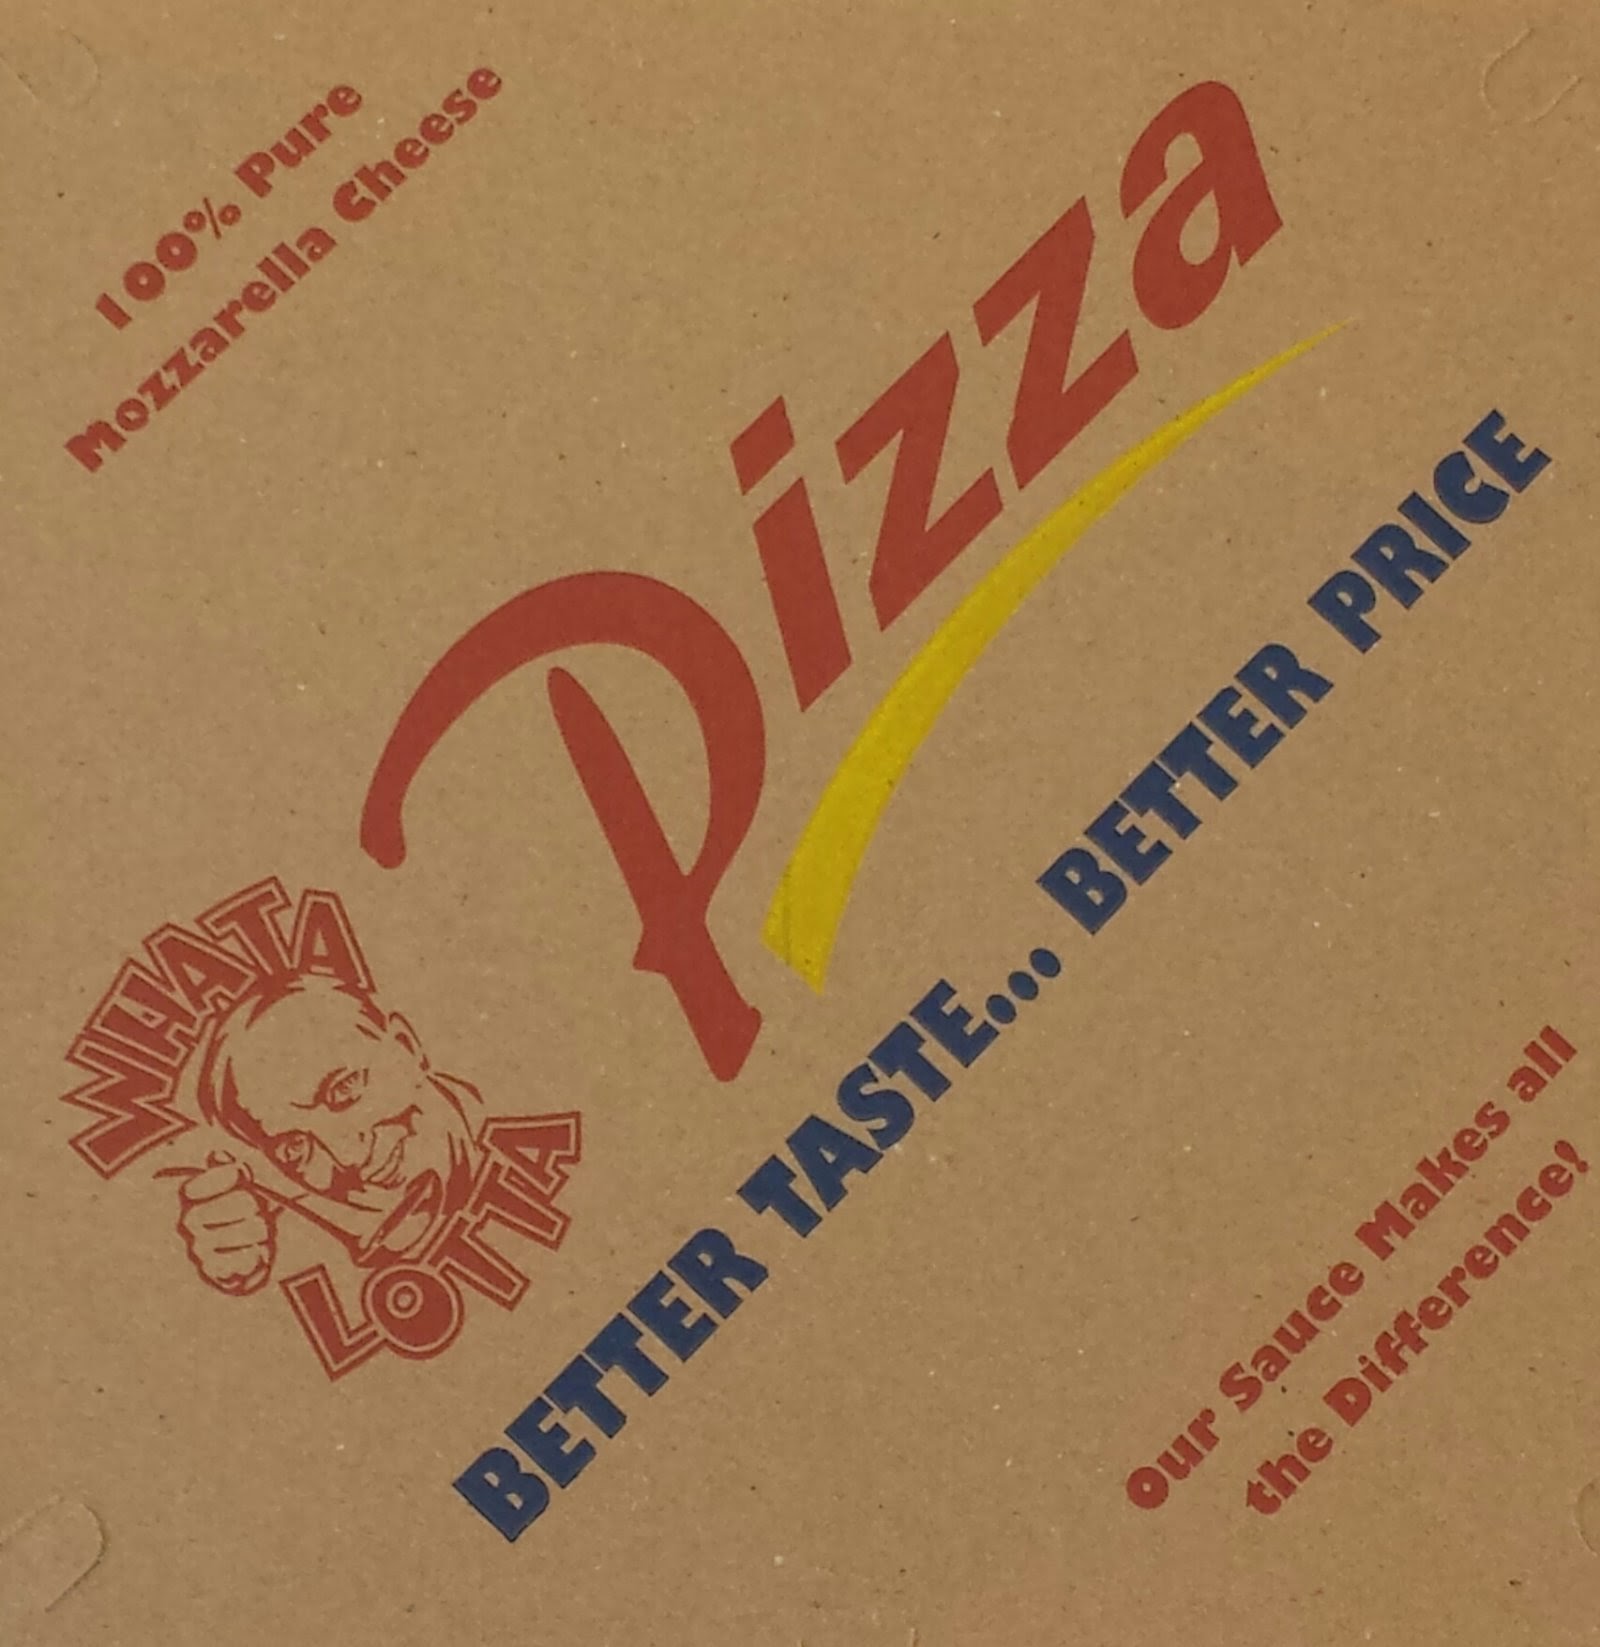 100% Pure
Mozzarella Cheese
Pizza
WHATA
LOTTA
BETTER TASTE... BETTER PRICE
Our Sauce Makes all
the Difference!